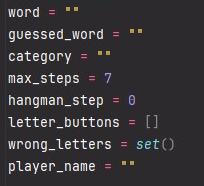 word = ""
guessed_word = ""
category = ""
max_steps = 7
hangman_step = 0
letter_buttons = []
wrong_letters = set()
player_name = ""